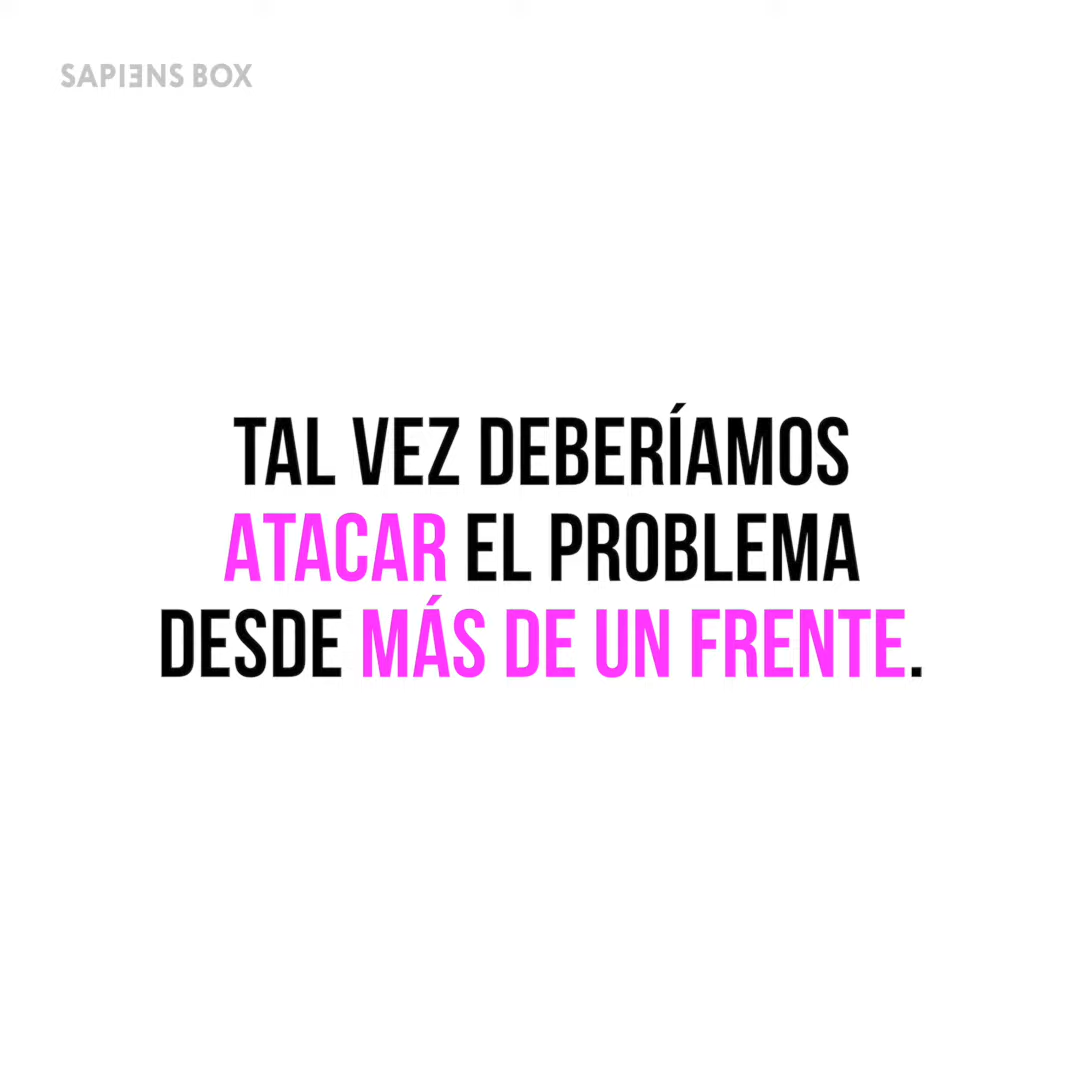 SAPIƎNS BOX
TAL VEZ DEBERÍAMOS
ATACAR EL PROBLEMA
DESDE MÁS DE UN FRENTE.